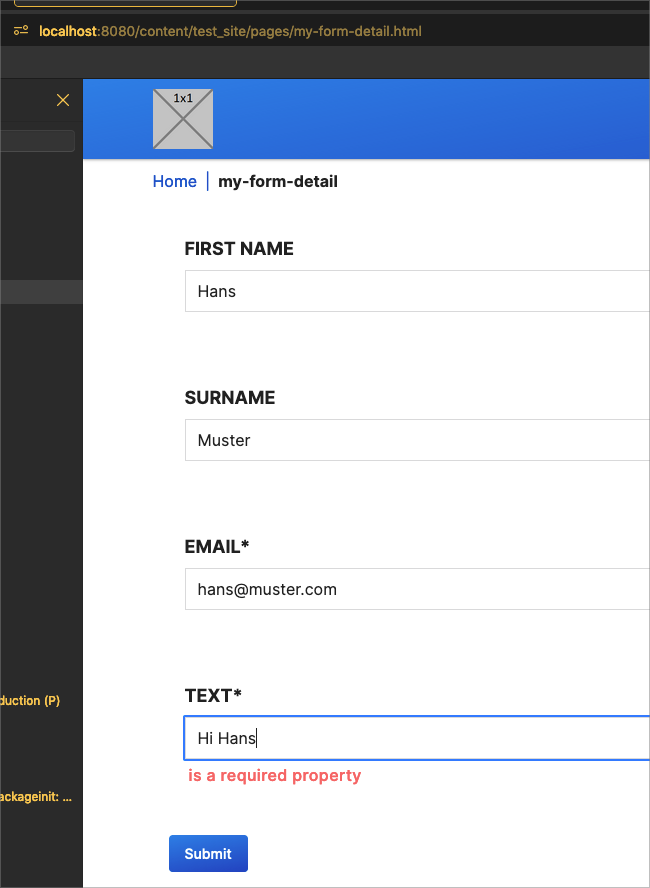 localhost:8080/content/test_site/pages/my-form-detail.html
1x1
Home | my-form-detail
FIRST NAME
Hans
SURNAME
Muster
EMAIL*
hans@muster.com
TEXT*
duction (P)
Hi Hans
is a required property
ackageinit: ...
Submit